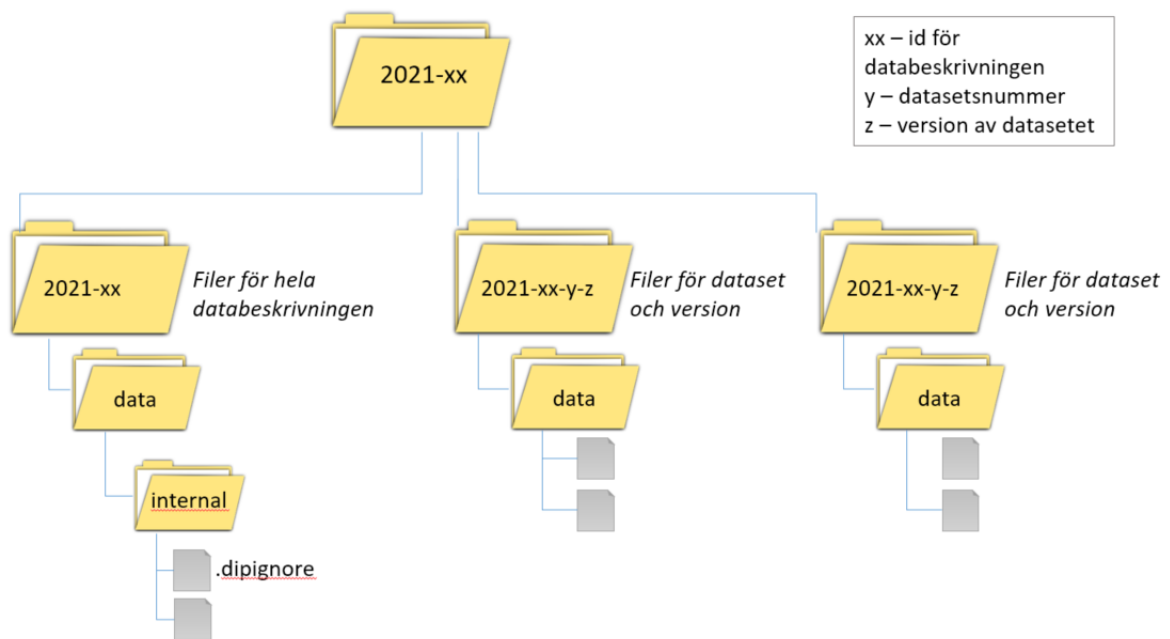 2021-xx
xx – id för
databeskrivningen
y – datasetsnummer
z – version av datasetet
2021-xx
Filer för hela
databeskrivningen
2021-xx-y-z
Filer för dataset
och version
2021-xx-y-z
Filer för dataset
och version
data
data
data
internal
.dipignore